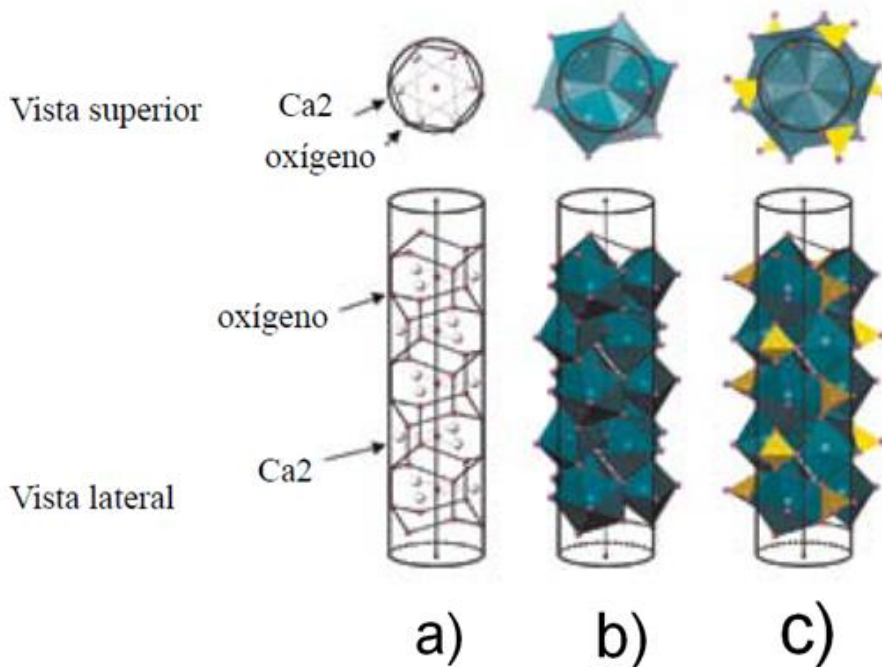 Vista superior
Ca2
oxígeno
oxígeno
Ca2
Vista lateral
a)
b)
c)